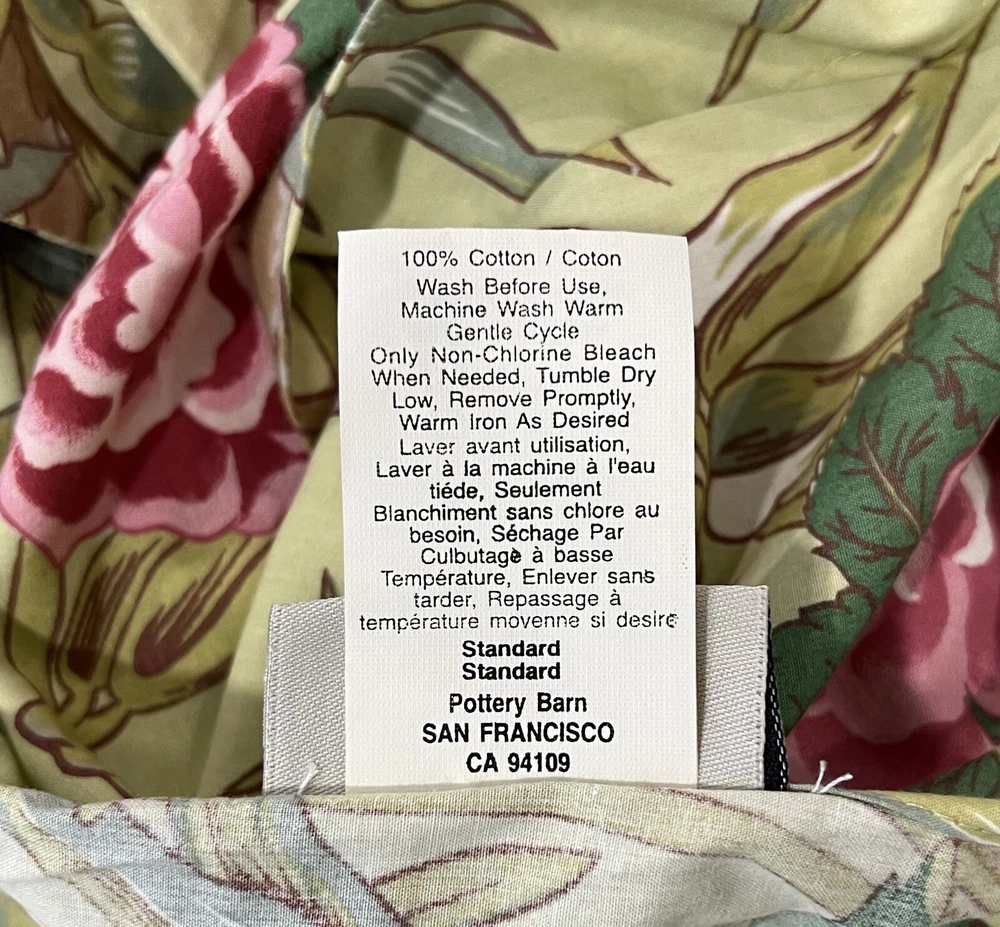 100% Cotton / Coton
Wash Before Use,
Machine Wash Warm
Gentle Cycle
Only Non-Chlorine Bleach
When Needed, Tumble Dry
Low, Remove Promptly,
Warm Iron As Desired
Laver avant utilisation,
Laver à la machine à l'eau
tiéde, Seulement
Blanchiment sans chlore au
besoin, Séchage Par
Culbutagè à basse
Température, Enlever sans
tarder, Repassage à
température movenne si desire
Standard
Standard
Pottery Barn
SAN FRANCISCO
CA 94109